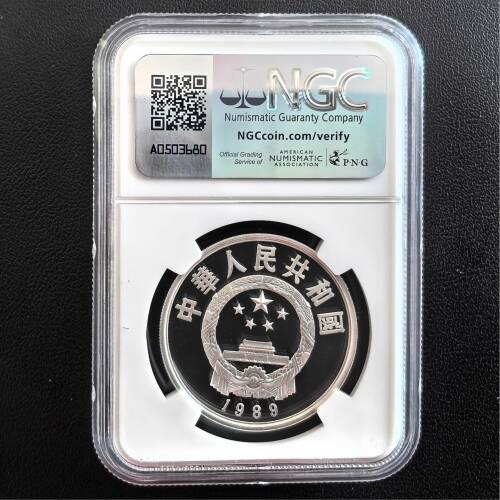 NGC
Numismatic Guaranty Company
NGCcoin.com/verify
A0503680
Official Grading
Service of
AMERICAN
NUMISMATIC
ASSOCIATION
PNG
中華人民共和國
1989